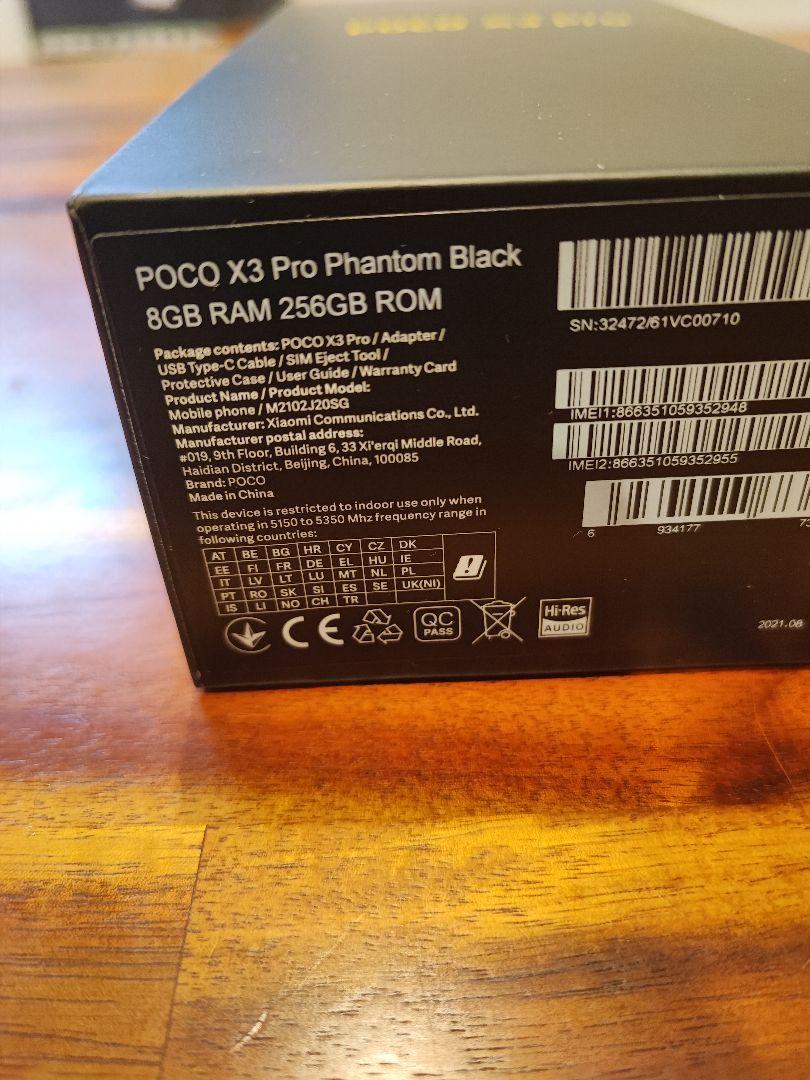 POCO X3 Pro
POCO X3 Pro Phantom Black
8GB RAM 256GB ROM
Package contents: POCO X3 Pro / Adapter /
USB Type-C Cable / SIM Eject Tool /
Protective Case / User Guide / Warranty Card
Product Name / Product Model:
Mobile phone / M2102J20SG
Manufacturer: Xiaomi Communications Co., Ltd.
Manufacturer postal address:
#019, 9th Floor, Building 6, 33 Xi'erqi Middle Road,
Haidian District, Beijing, China, 100085
Brand: POCO
Made in China
This device is restricted to indoor use only when
operating in 5150 to 5350 Mhz frequency range in
following countries:
AT BE BG HR CY CZ DK
EE FI FR DE EL HU IE
IT LV LT LU MT NL PL
PT RO SK SI ES SE UK(NI)
IS LI NO CH TR
CE
QC
PASS
Hi-Res
AUDIO
SN:32472/61VC00710
IMEI1:866351059352948
IMEI2:866351059352955
6 934177 73
2021.08